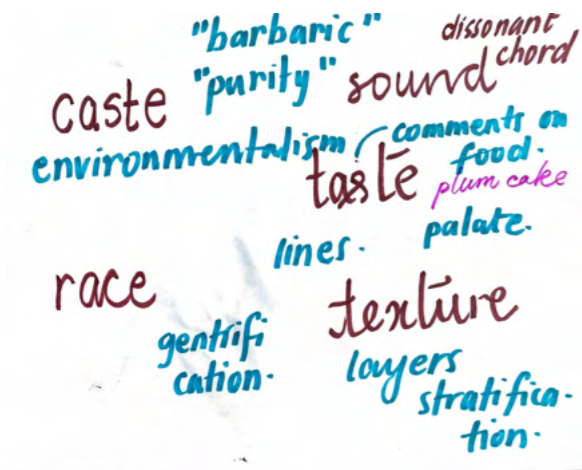 "barbaric"
"purity"
dissonant
chord
caste
sound
environmentalism
comments on
food.
taste
plum cake
palate.
lines.
race
texture
gentrifi
cation.
layers
stratifica-
tion.